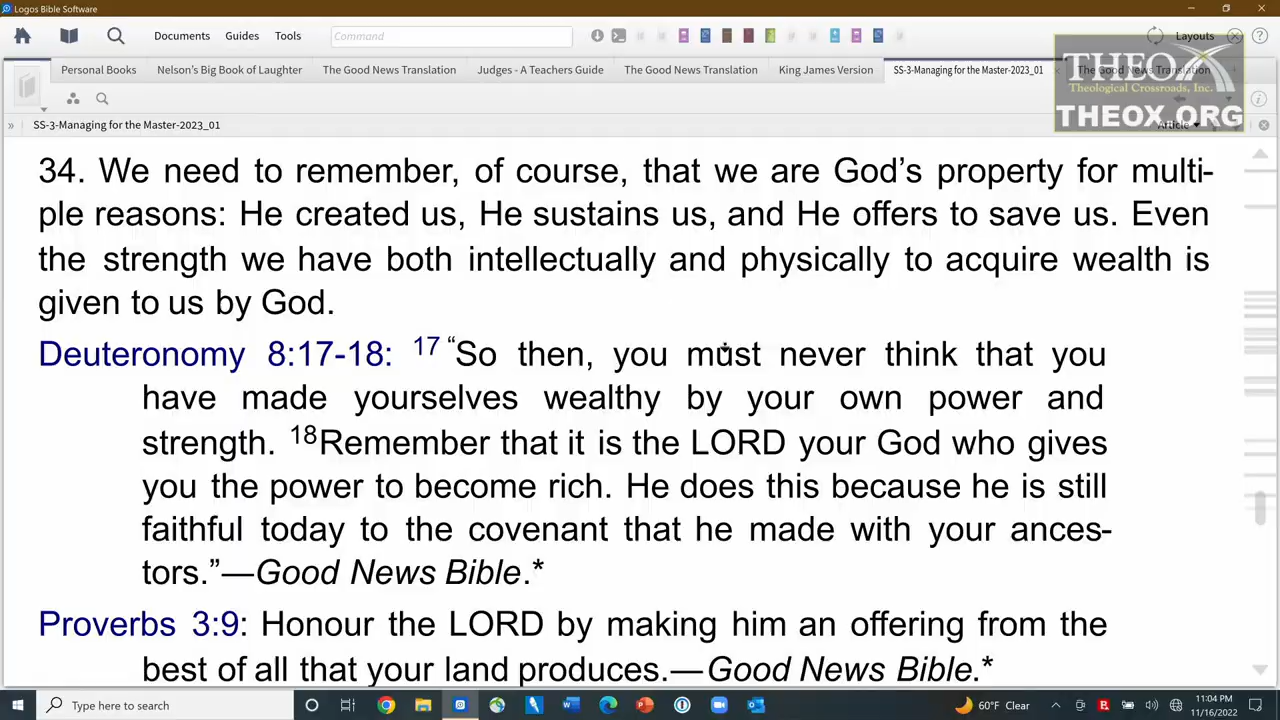 Logos Bible Software
Documents Guides Tools Command Layouts
Personal Books Nelson's Big Book of Laughter The Good News Transl Judges - A Teachers Guide The Good News Translation King James Version SS-3-Managing for the Master-2023_01 The Good News Translation
THEOX
Theological Crossroads, Inc.
THEOX.ORG
SS-3-Managing for the Master-2023_01 Article
34. We need to remember, of course, that we are God's property for multi-
ple reasons: He created us, He sustains us, and He offers to save us. Even
the strength we have both intellectually and physically to acquire wealth is
given to us by God.
Deuteronomy 8:17-18: 17 “So then, you must never think that you
have made yourselves wealthy by your own power and
strength. 18Remember that it is the LORD your God who gives
you the power to become rich. He does this because he is still
faithful today to the covenant that he made with your ances-
tors.”—Good News Bible.*
Proverbs 3:9: Honour the LORD by making him an offering from the
best of all that your land produces.—Good News Bible.*
Type here to search
60°F Clear
11:04 PM
11/16/2022